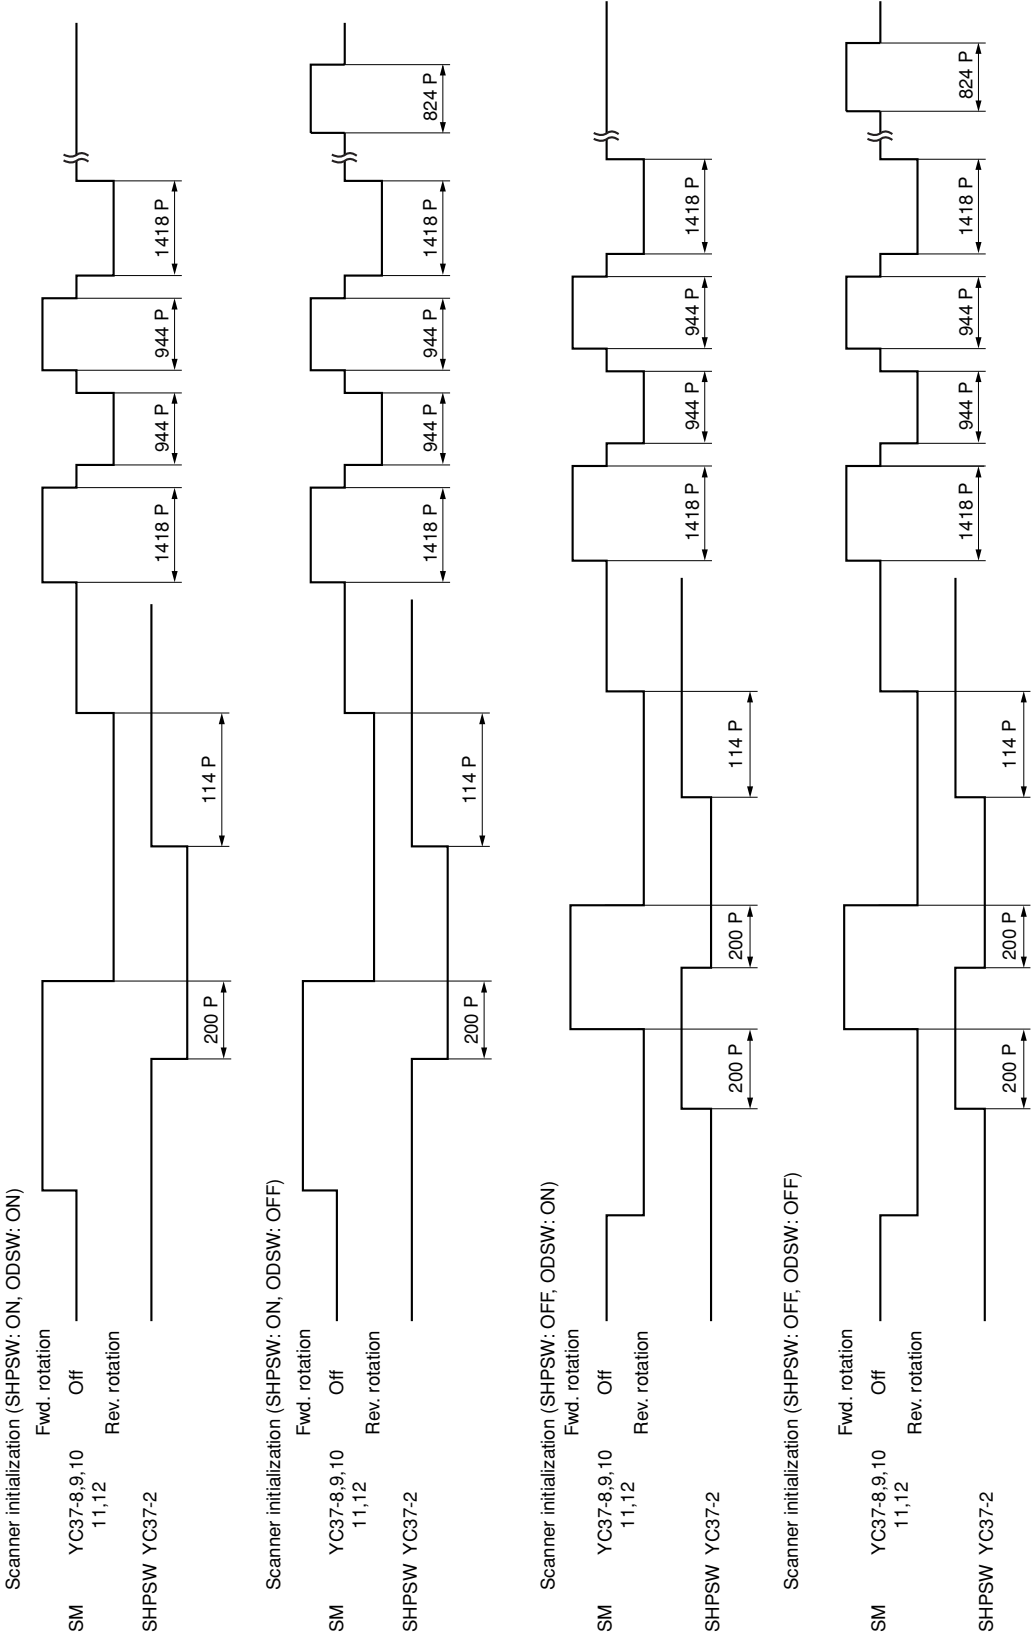 Scanner initialization (SHPSW: ON, ODSW: ON)
Fwd. rotation
SM YC37-8,9,10 Off
11,12
Rev. rotation
SHPSW YC37-2
200 P
114 P
1418 P
944 P
944 P
1418 P
Scanner initialization (SHPSW: ON, ODSW: OFF)
Fwd. rotation
SM YC37-8,9,10 Off
11,12
Rev. rotation
SHPSW YC37-2
200 P
114 P
1418 P
944 P
944 P
1418 P
824 P
Scanner initialization (SHPSW: OFF, ODSW: ON)
Fwd. rotation
SM YC37-8,9,10 Off
11,12
Rev. rotation
SHPSW YC37-2
200 P
200 P
114 P
1418 P
944 P
944 P
1418 P
Scanner initialization (SHPSW: OFF, ODSW: OFF)
Fwd. rotation
SM YC37-8,9,10 Off
11,12
Rev. rotation
SHPSW YC37-2
200 P
200 P
114 P
1418 P
944 P
944 P
1418 P
824 P